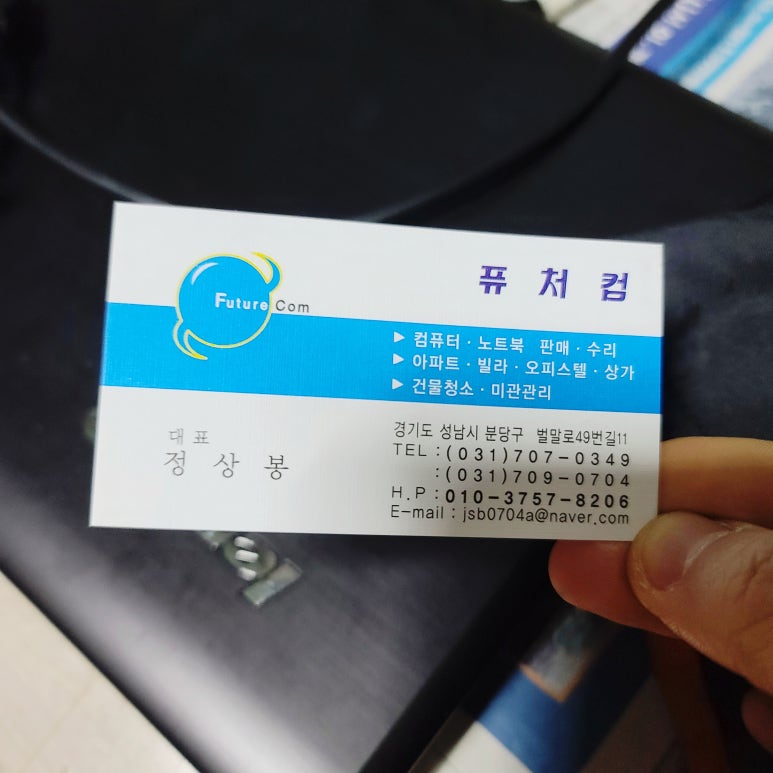 Future Com
퓨처컴
▶ 컴퓨터·노트북 판매·수리
▶ 아파트·빌라·오피스텔·상가
▶ 건물청소·미관관리
대표
정상봉
경기도 성남시 분당구 벌말로49번길11
TEL :(031)707-0349
:(031)709-0704
H.P :010-3757-8206
E-mail : jsb0704a@naver.com